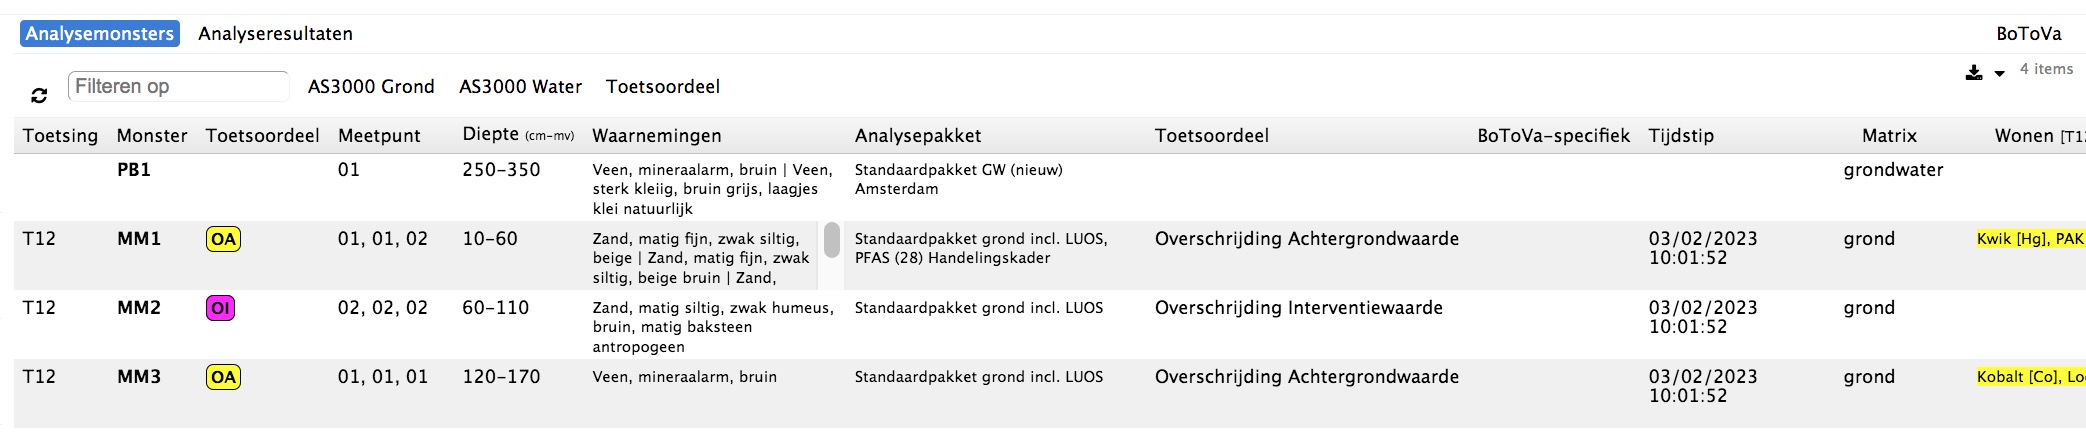 Analysemonsters Analyseresultaten BoToVa
Filteren op AS3000 Grond AS3000 Water Toetsoordeel 4 items
Toetsing Monster Toetsoordeel Meetpunt Diepte (cm-mv) Waarnemingen Analysepakket Toetsoordeel BoToVa-specifiek Tijdstip Matrix Wonen [T12
PB1 01 250-350 Veen, mineraalarm, bruin | Veen, Standaardpakket GW (nieuw) grondwater
sterk kleiig, bruin grijs, laagjes Amsterdam
klei natuurlijk
T12 MM1 OA 01, 01, 02 10-60 Zand, matig fijn, zwak siltig, Standaardpakket grond incl. LUOS, Overschrijding Achtergrondwaarde 03/02/2023 grond Kwik [Hg], PAK
beige | Zand, matig fijn, zwak PFAS (28) Handelingskader 10:01:52
siltig, beige bruin | Zand,
T12 MM2 OI 02, 02, 02 60-110 Zand, matig siltig, zwak humeus, Standaardpakket grond incl. LUOS Overschrijding Interventiewaarde 03/02/2023 grond
bruin, matig baksteen 10:01:52
antropogeen
T12 MM3 OA 01, 01, 01 120-170 Veen, mineraalarm, bruin Standaardpakket grond incl. LUOS Overschrijding Achtergrondwaarde 03/02/2023 grond Kobalt [Co], Lo
10:01:52